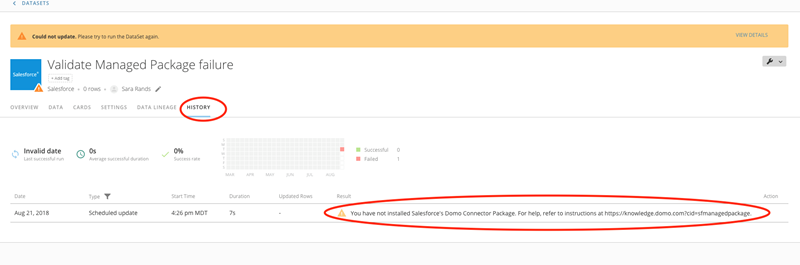 DATASETS
Could not update. Please try to run the DataSet again. VIEW DETAILS
Validate Managed Package failure
salesforce
+ Add tag
Salesforce • 0 rows • Sara Rands
OVERVIEW DATA CARDS SETTINGS DATA LINEAGE HISTORY
Invalid date 0s 0% Successful 0
Last successful run Average successful duration Success rate Failed 1
MAR APR MAY JUN JUL AUG
Date Type Start Time Duration Updated Rows Result Action
Aug 21, 2018 Scheduled update 4:26 pm MDT 7s - You have not installed Salesforce's Domo Connector Package. For help, refer to instructions at https://knowledge.domo.com?cid=sfmanagedpackage.